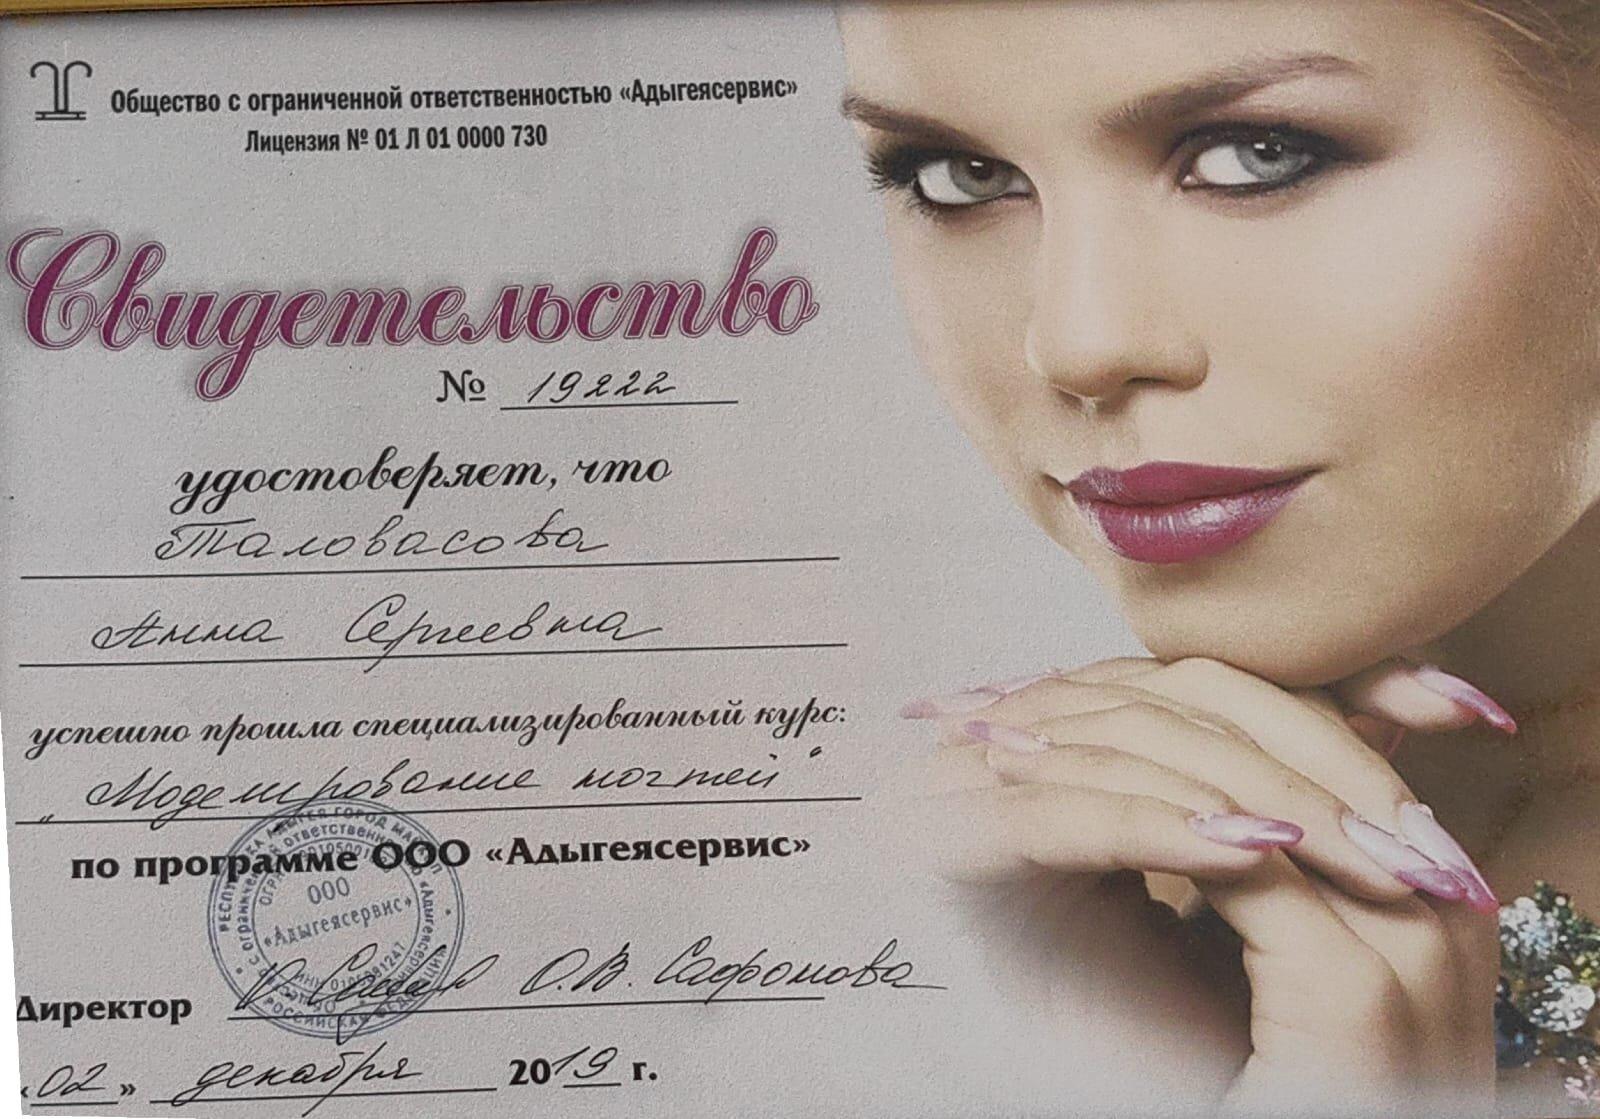 Общество с ограниченной ответственностью «Адыгеясервис»
Лицензия № 01 Л 01 0000 730
Свидетельство
№ 19222
удостоверяет, что
Таловасова
Анна Сергеевна
успешно прошла специализированный курс:
„Моделирование ногтей“
по программе ООО «Адыгеясервис»
ООО
«Адыгеясервис»
Директор О.В. Сафонова
«02» декабря 2019 г.